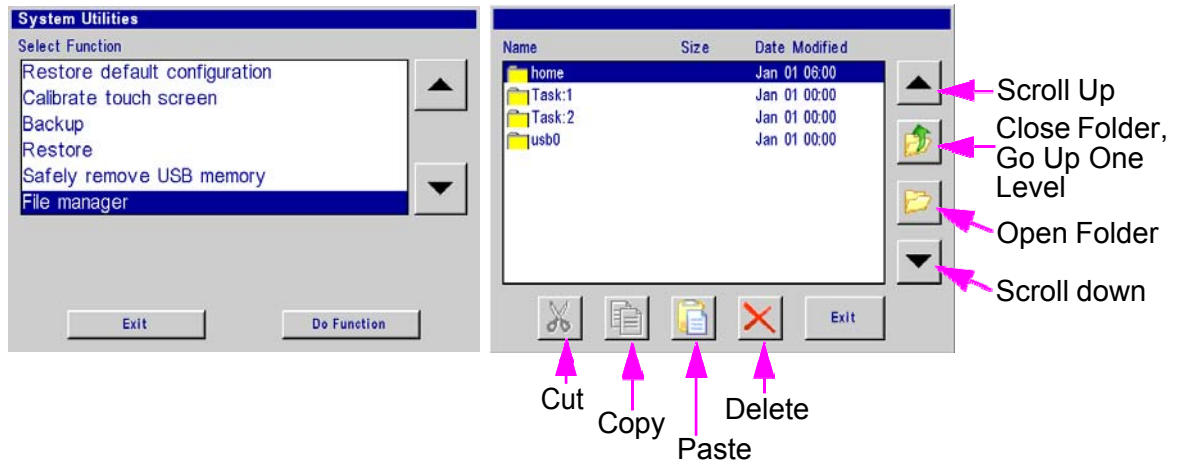 System Utilities
Select Function
Restore default configuration
Calibrate touch screen
Backup
Restore
Safely remove USB memory
File manager
Exit
Do Function
Name Size Date Modified
home Jan 01 06:00
Task:1 Jan 01 00:00
Task:2 Jan 01 00:00
usb0 Jan 01 00:00
Exit
Scroll Up
Close Folder,
Go Up One
Level
Open Folder
Scroll down
Cut
Copy
Paste
Delete